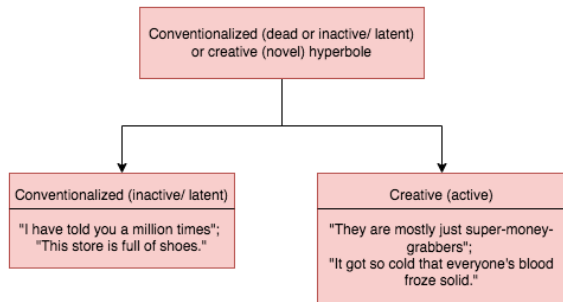 Conventionalized (dead or inactive/ latent)
or creative (novel) hyperbole
Conventionalized (inactive/ latent)
"I have told you a million times";
"This store is full of shoes."
Creative (active)
"They are mostly just super-money-
grabbers";
"It got so cold that everyone's blood
froze solid."